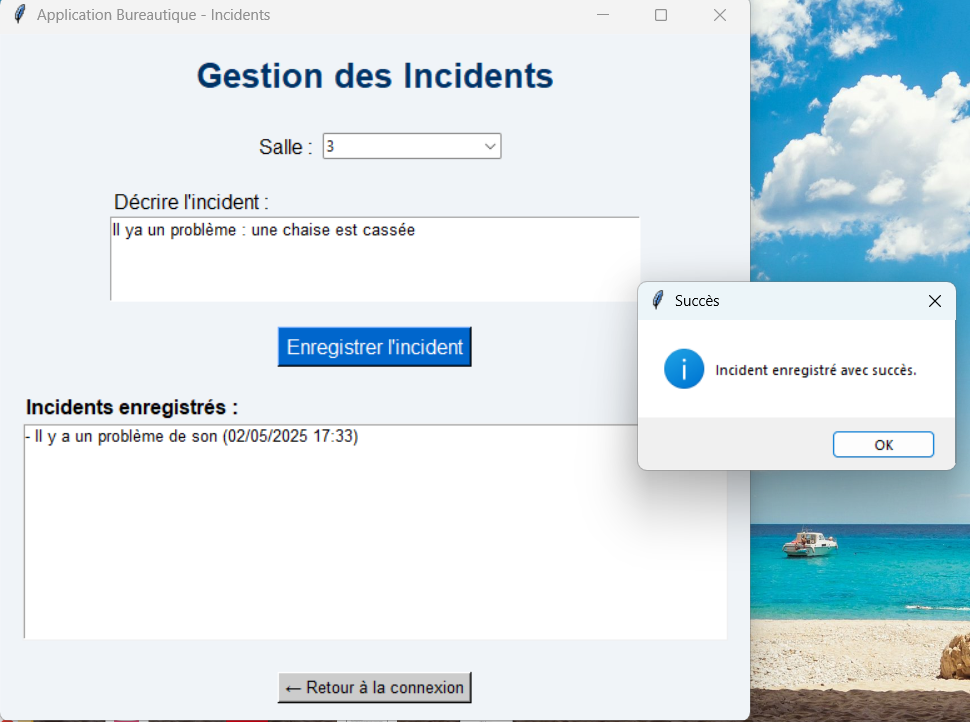 Application Bureautique - Incidents
Gestion des Incidents
Salle : 3
Décrire l'incident :
Il ya un problème : une chaise est cassée
Succès
Incident enregistré avec succès.
OK
Enregistrer l'incident
Incidents enregistrés :
- Il y a un problème de son (02/05/2025 17:33)
← Retour à la connexion